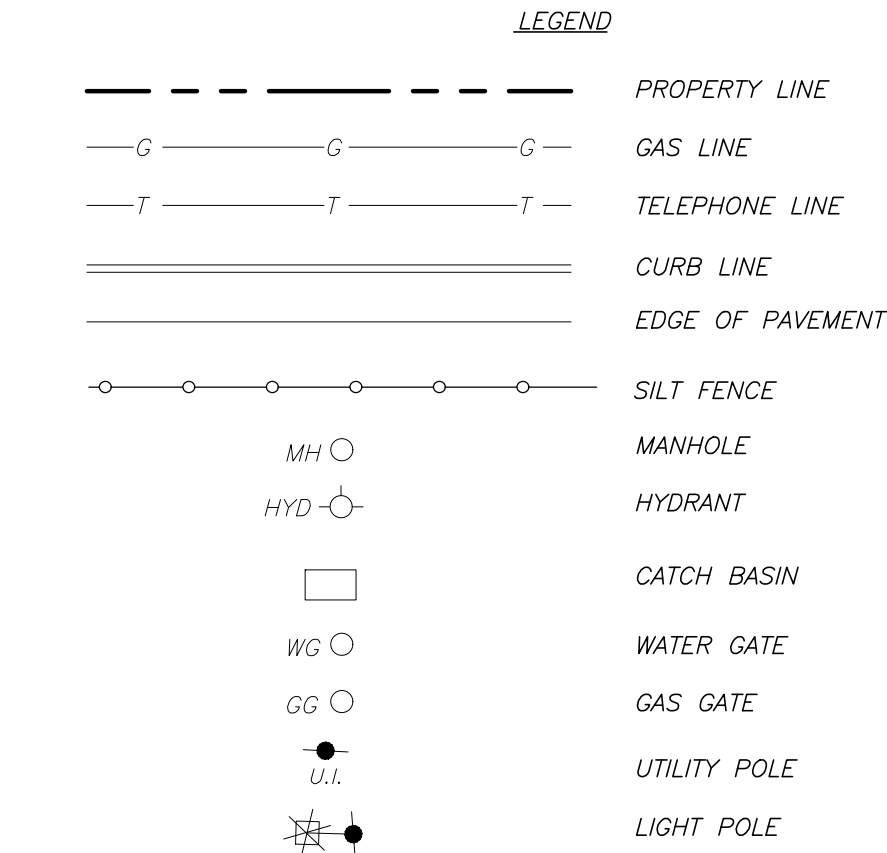 LEGEND
PROPERTY LINE
G G G GAS LINE
T T T TELEPHONE LINE
CURB LINE
EDGE OF PAVEMENT
SILT FENCE
MH MANHOLE
HYD HYDRANT
CATCH BASIN
WG WATER GATE
GG GAS GATE
U.I. UTILITY POLE
LIGHT POLE